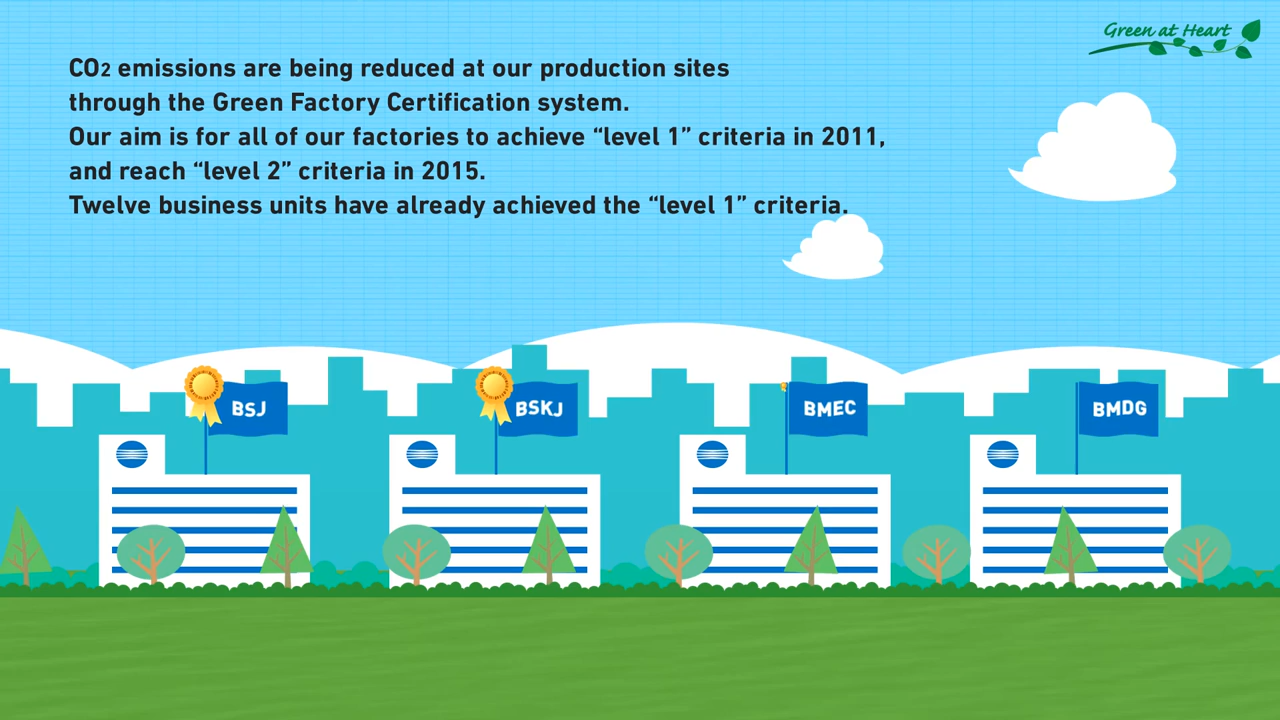 Green at Heart
CO2 emissions are being reduced at our production sites
through the Green Factory Certification system.
Our aim is for all of our factories to achieve “level 1” criteria in 2011,
and reach “level 2” criteria in 2015.
Twelve business units have already achieved the “level 1” criteria.
BSJ
BSKJ
BMEC
BMDG